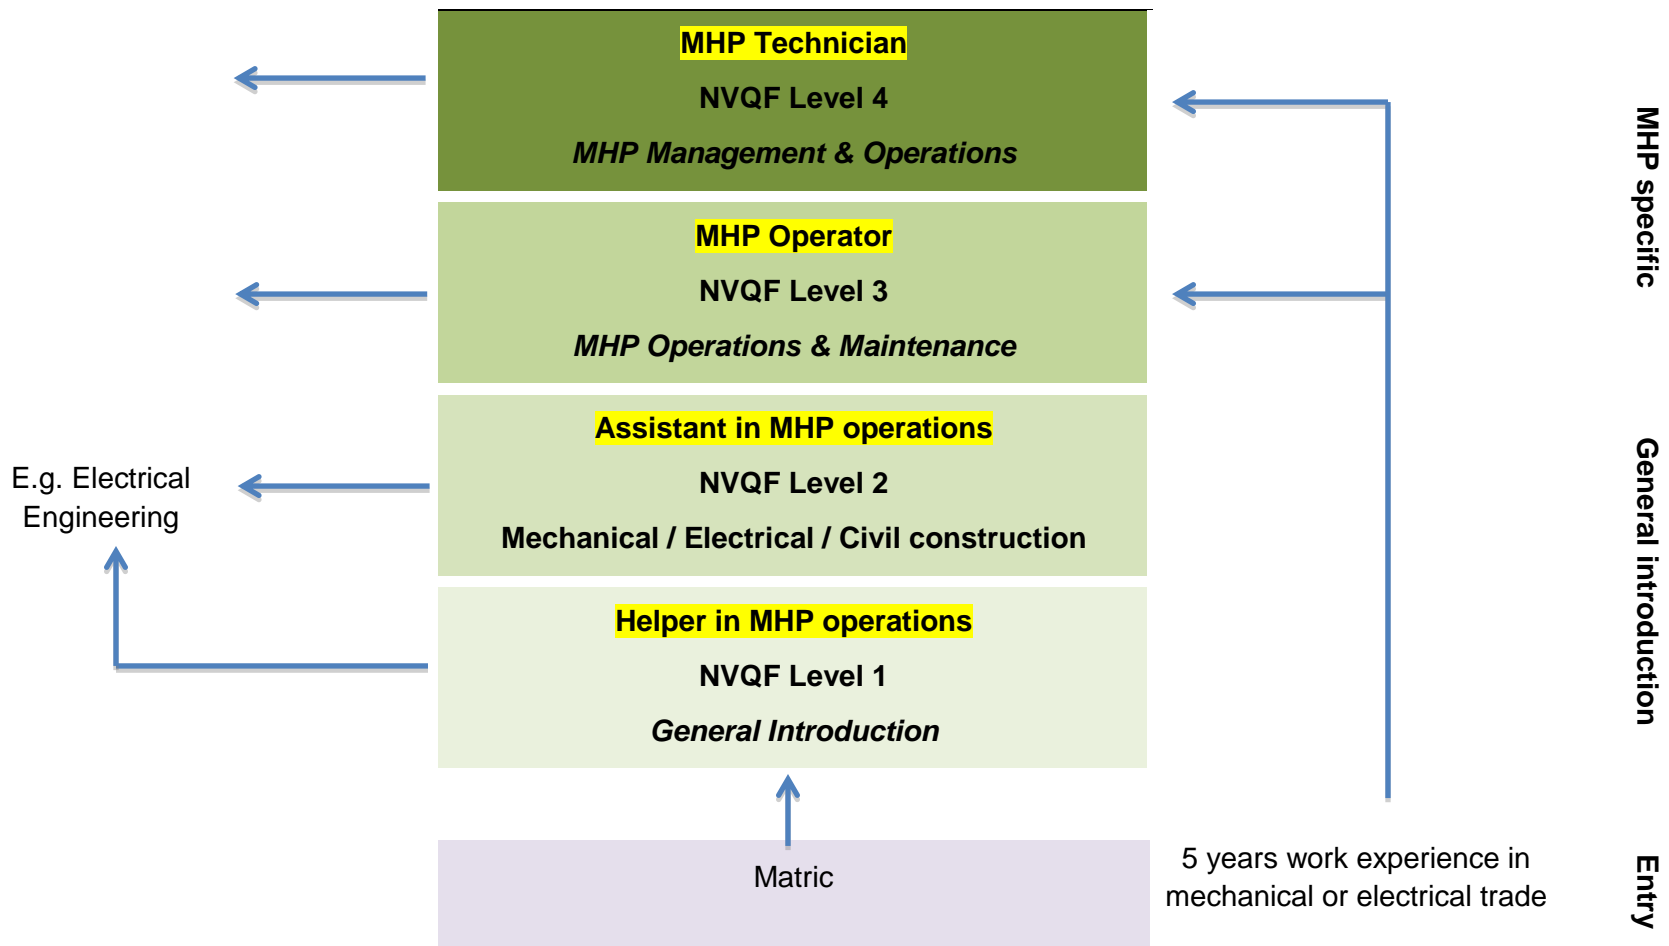 MHP Technician
NVQF Level 4
MHP Management & Operations
MHP Operator
NVQF Level 3
MHP Operations & Maintenance
Assistant in MHP operations
NVQF Level 2
Mechanical / Electrical / Civil construction
Helper in MHP operations
NVQF Level 1
General Introduction
Matric
E.g. Electrical
Engineering
5 years work experience in
mechanical or electrical trade
MHP specific
General introduction
Entry